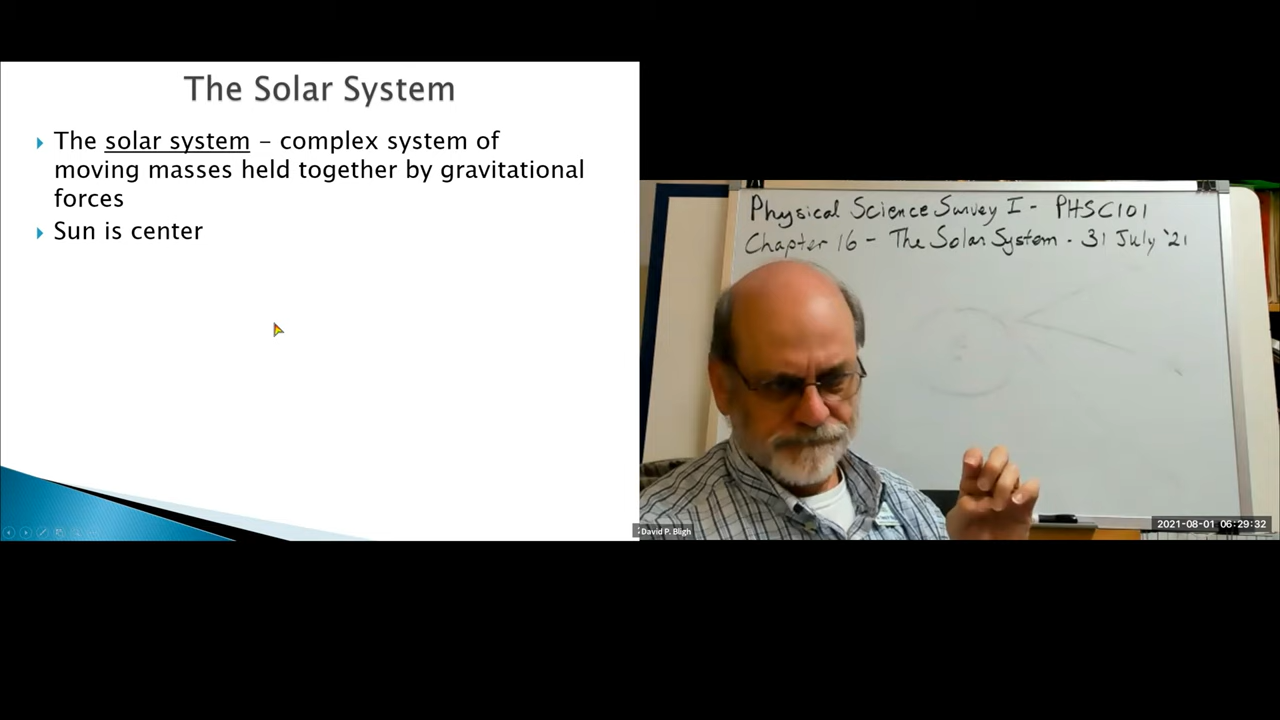 The Solar System
The solar system – complex system of
moving masses held together by gravitational
forces
Sun is center
Physical Science Survey I - PHSC101
Chapter 16 - The Solar System - 31 July '21
David P. Bligh
2021-08-01 06:29:32